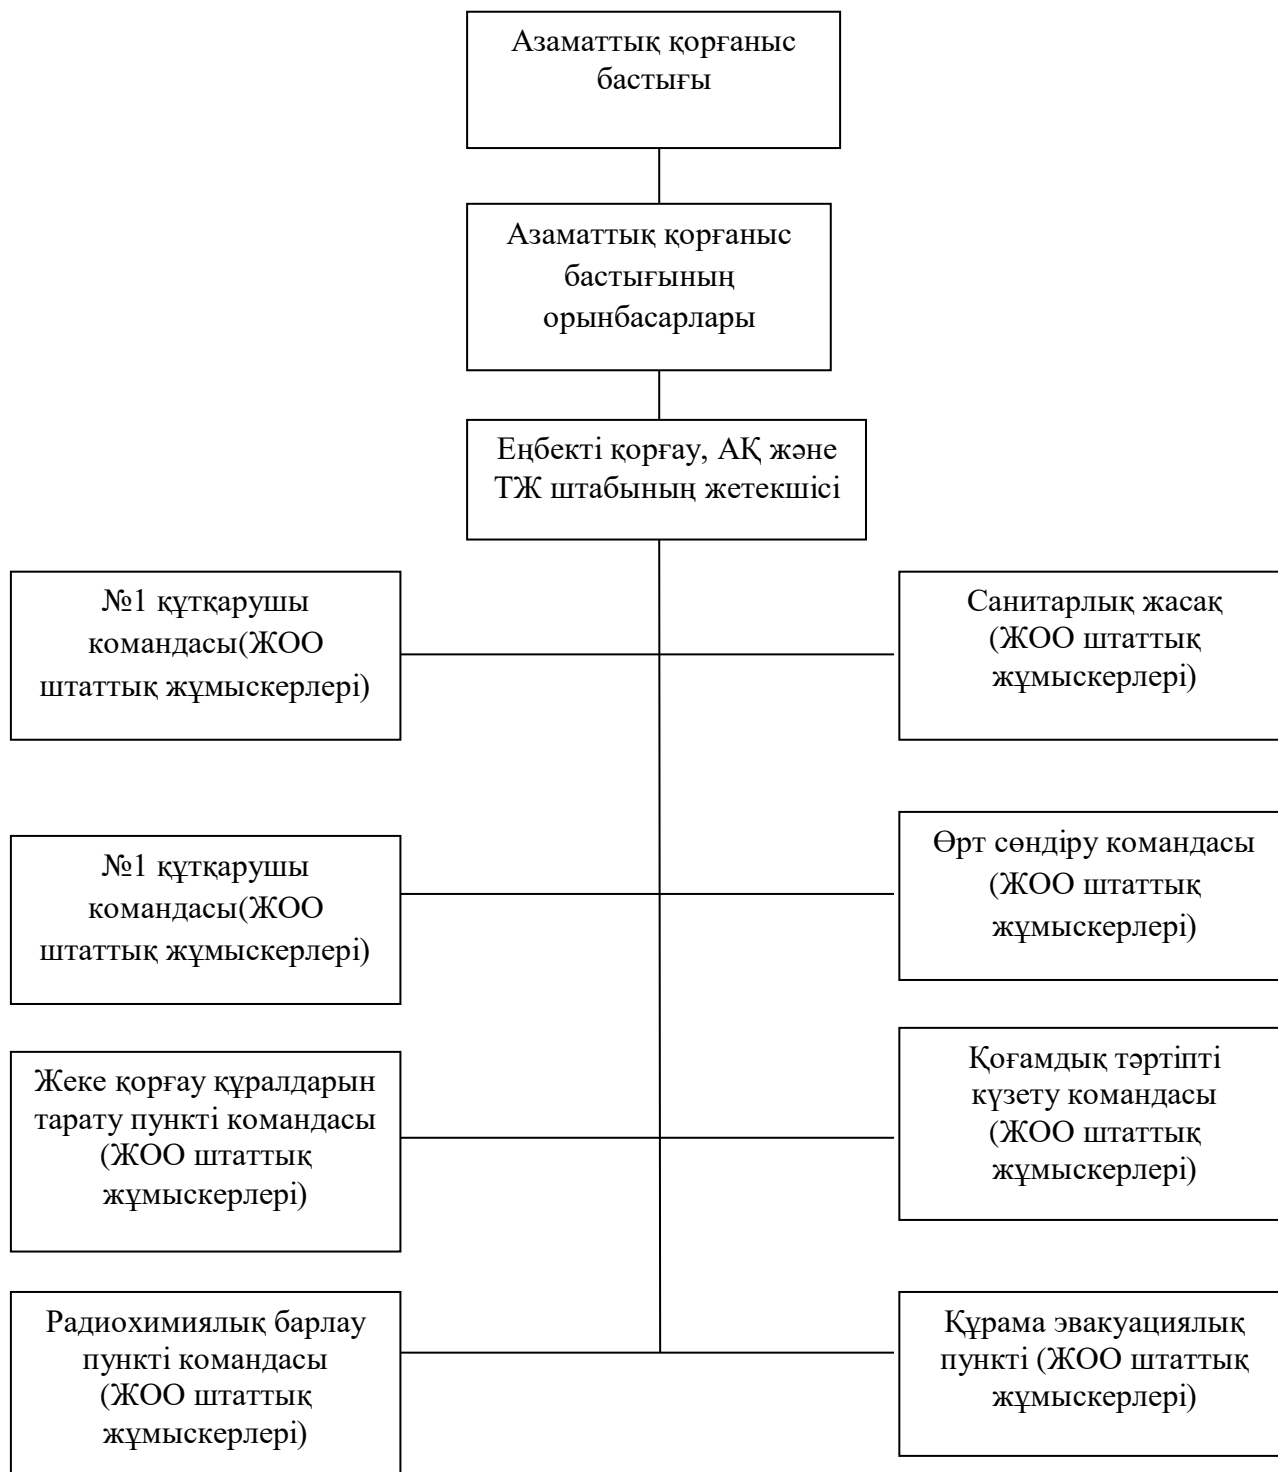 Азаматтық қорғаныс
бастығы
Азаматтық қорғаныс
бастығының
орынбасарлары
Еңбекті қорғау, АҚ және
ТЖ штабының жетекшісі
№1 құтқарушы
командасы(ЖОО
штаттық жұмыскерлері)
Санитарлық жасақ
(ЖОО штаттық
жұмыскерлері)
№1 құтқарушы
командасы(ЖОО
штаттық жұмыскерлері)
Өрт сөндіру командасы
(ЖОО штаттық
жұмыскерлері)
Жеке қорғау құралдарын
тарату пункті командасы
(ЖОО штаттық
жұмыскерлері)
Қоғамдық тәртіпті
күзету командасы
(ЖОО штаттық
жұмыскерлері)
Радиохимиялық барлау
пункті командасы
(ЖОО штаттық
жұмыскерлері)
Құрама эвакуациялық
пункті (ЖОО штаттық
жұмыскерлері)